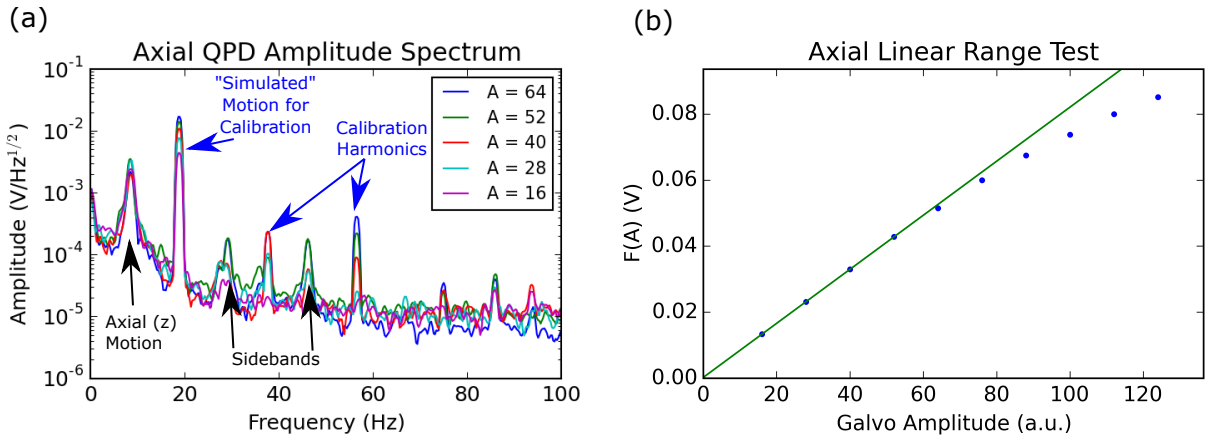 (a)
Axial QPD Amplitude Spectrum
10^-1
10^-2
10^-3
10^-4
10^-5
10^-6
Amplitude (V/Hz^1/2)
"Simulated"
Motion for
Calibration
Calibration
Harmonics
A = 64
A = 52
A = 40
A = 28
A = 16
Axial (z)
Motion
Sidebands
0 20 40 60 80 100
Frequency (Hz)
(b)
Axial Linear Range Test
0.08
0.06
0.04
0.02
0.00
F(A) (V)
0 20 40 60 80 100 120
Galvo Amplitude (a.u.)